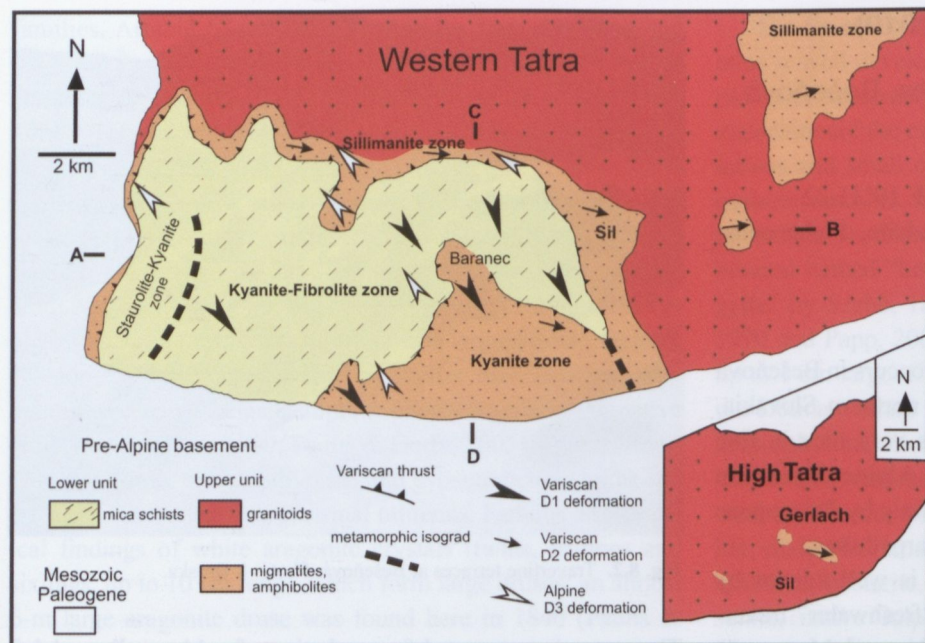 N
2 km
Western Tatra
Sillimanite zone
C
Sillimanite zone
Sil
B
A
Staurolite-Kyanite
zone
Baranec
Kyanite-Fibrolite zone
Kyanite zone
D
N
2 km
High Tatra
Gerlach
Sil
Pre-Alpine basement
Lower unit
mica schists
Upper unit
granitoids
migmatites,
amphibolites
Mesozoic
Paleogene
Variscan thrust
metamorphic isograd
Variscan
D1 deformation
Variscan
D2 deformation
Alpine
D3 deformation